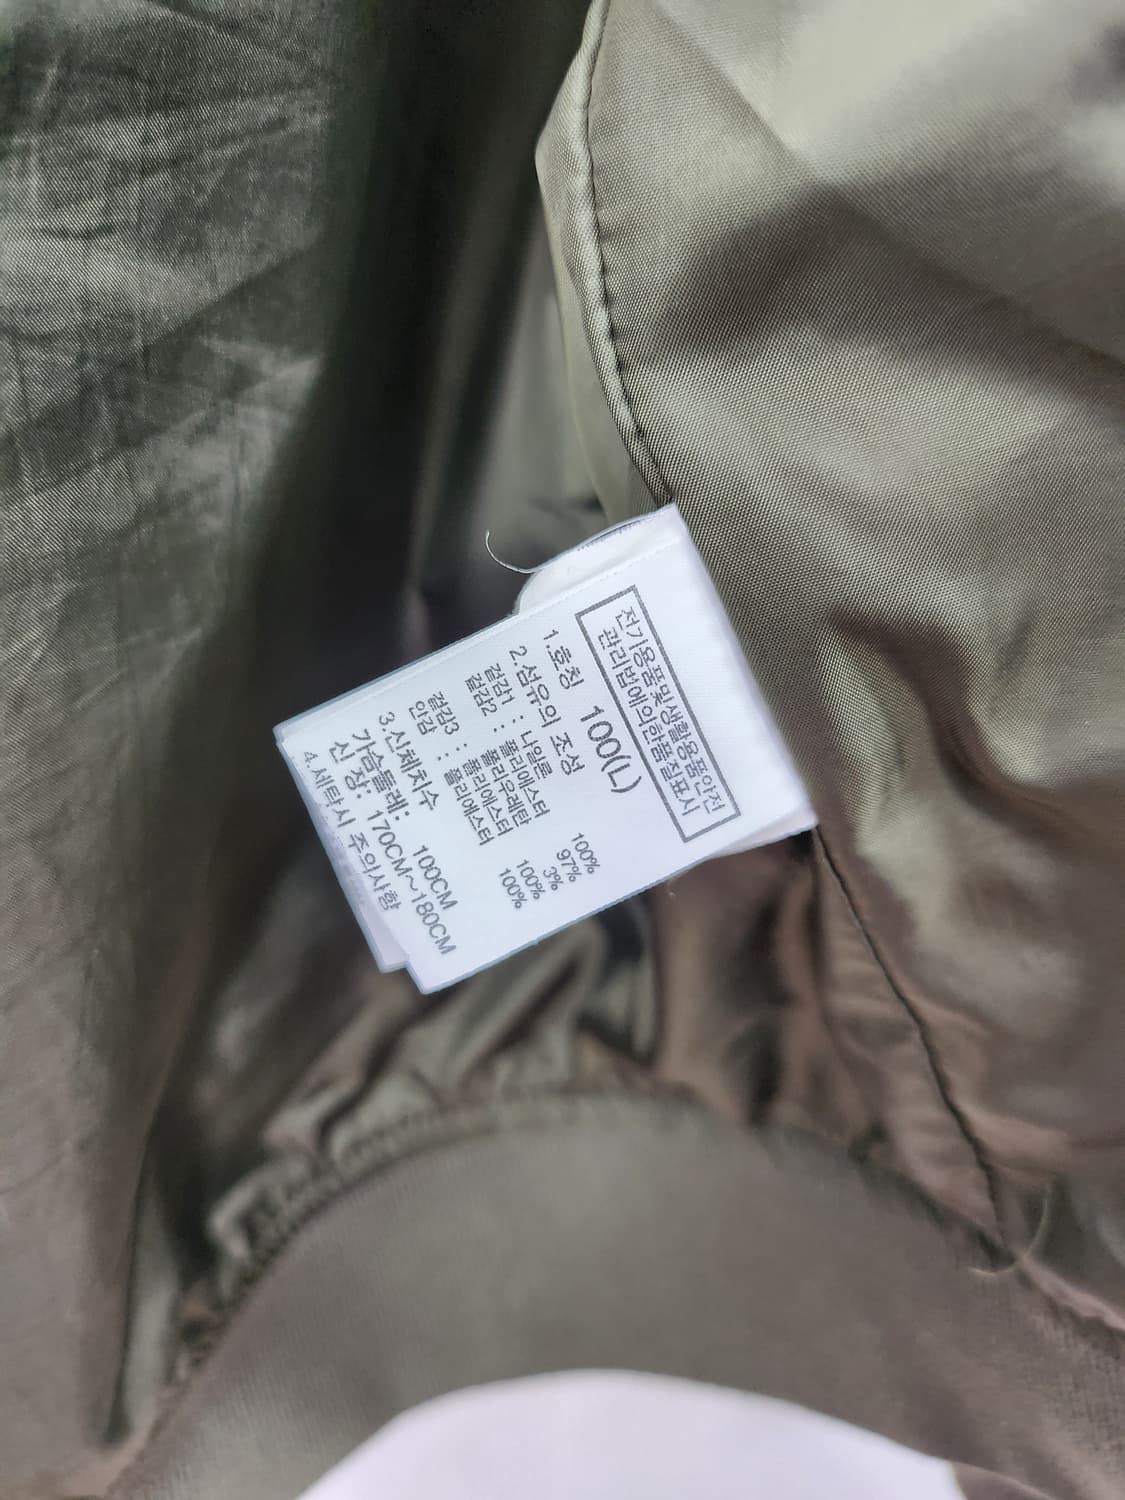 전기용품및생활용품안전
관리법에의한품질표시
1.호칭 100(L)
2.섬유의 조성
겉감1 : 나일론 100%
겉감2 : 폴리에스터 97%
폴리우레탄 3%
겉감3 : 폴리에스터 100%
안감 : 폴리에스터 100%
3.신체치수
가슴둘레: 100CM
신 장: 170CM~180CM
4.세탁시 주의사항